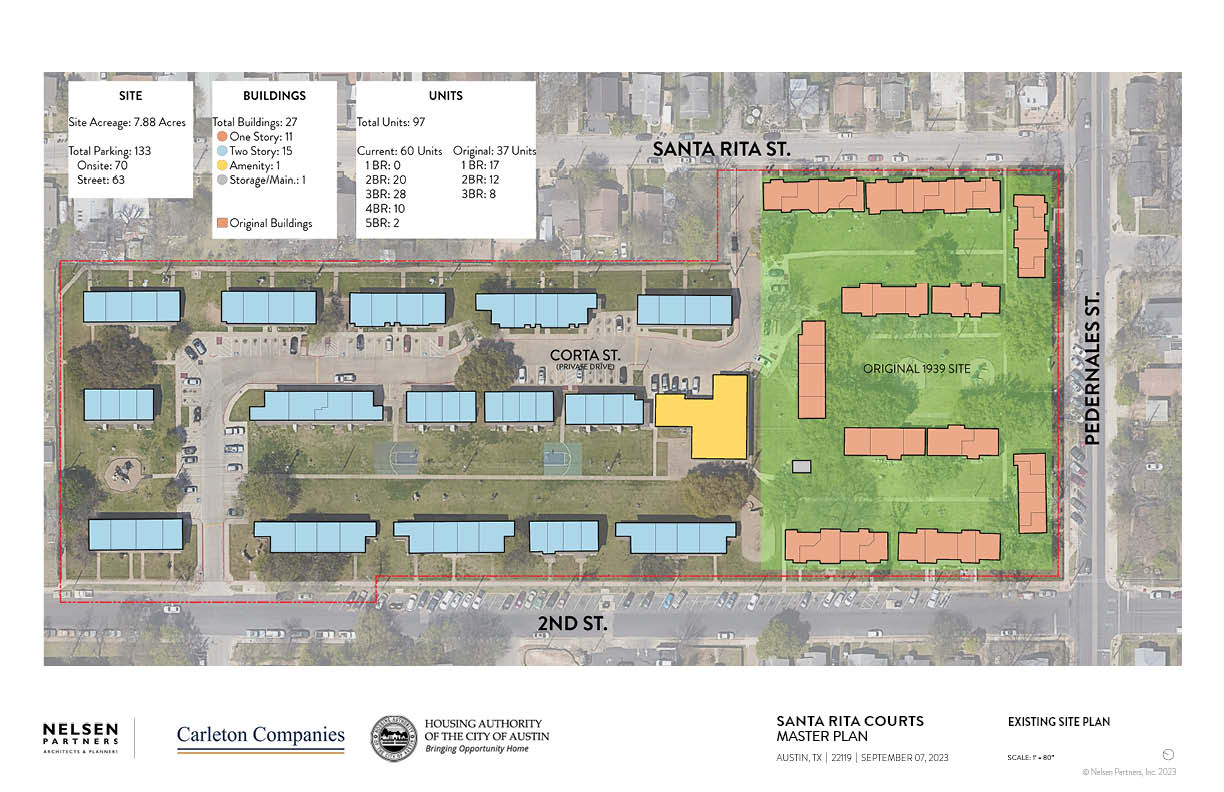 SITE
Site Acreage: 7.88 Acres
Total Parking: 133
Onsite: 70
Street: 63
BUILDINGS
Total Buildings: 27
One Story: 11
Two Story: 15
Amenity: 1
Storage/Main.: 1
Original Buildings
UNITS
Total Units: 97
Current: 60 Units
1 BR: 0
2BR: 20
3BR: 28
4BR: 10
5BR: 2
Original: 37 Units
1 BR: 17
2BR: 12
3BR: 8
SANTA RITA ST.
CORTA ST.
(PRIVATE DRIVE)
ORIGINAL 1939 SITE
PEDERNALES ST.
2ND ST.
NELSEN
PARTNERS
ARCHITECTS & PLANNERS
Carleton Companies
HOUSING AUTHORITY
OF THE CITY OF AUSTIN
Bringing Opportunity Home
SANTA RITA COURTS
MASTER PLAN
AUSTIN, TX | 22119 | SEPTEMBER 07, 2023
EXISTING SITE PLAN
SCALE: 1" = 80"
© Nelsen Partners, Inc. 2023